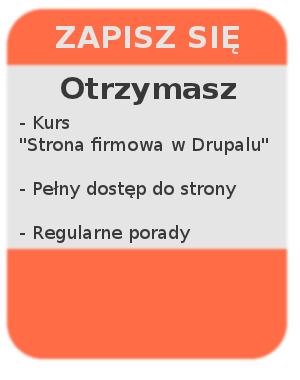 ZAPISZ SIĘ
Otrzymasz
- Kurs
"Strona firmowa w Drupalu"
- Pełny dostęp do strony
- Regularne porady